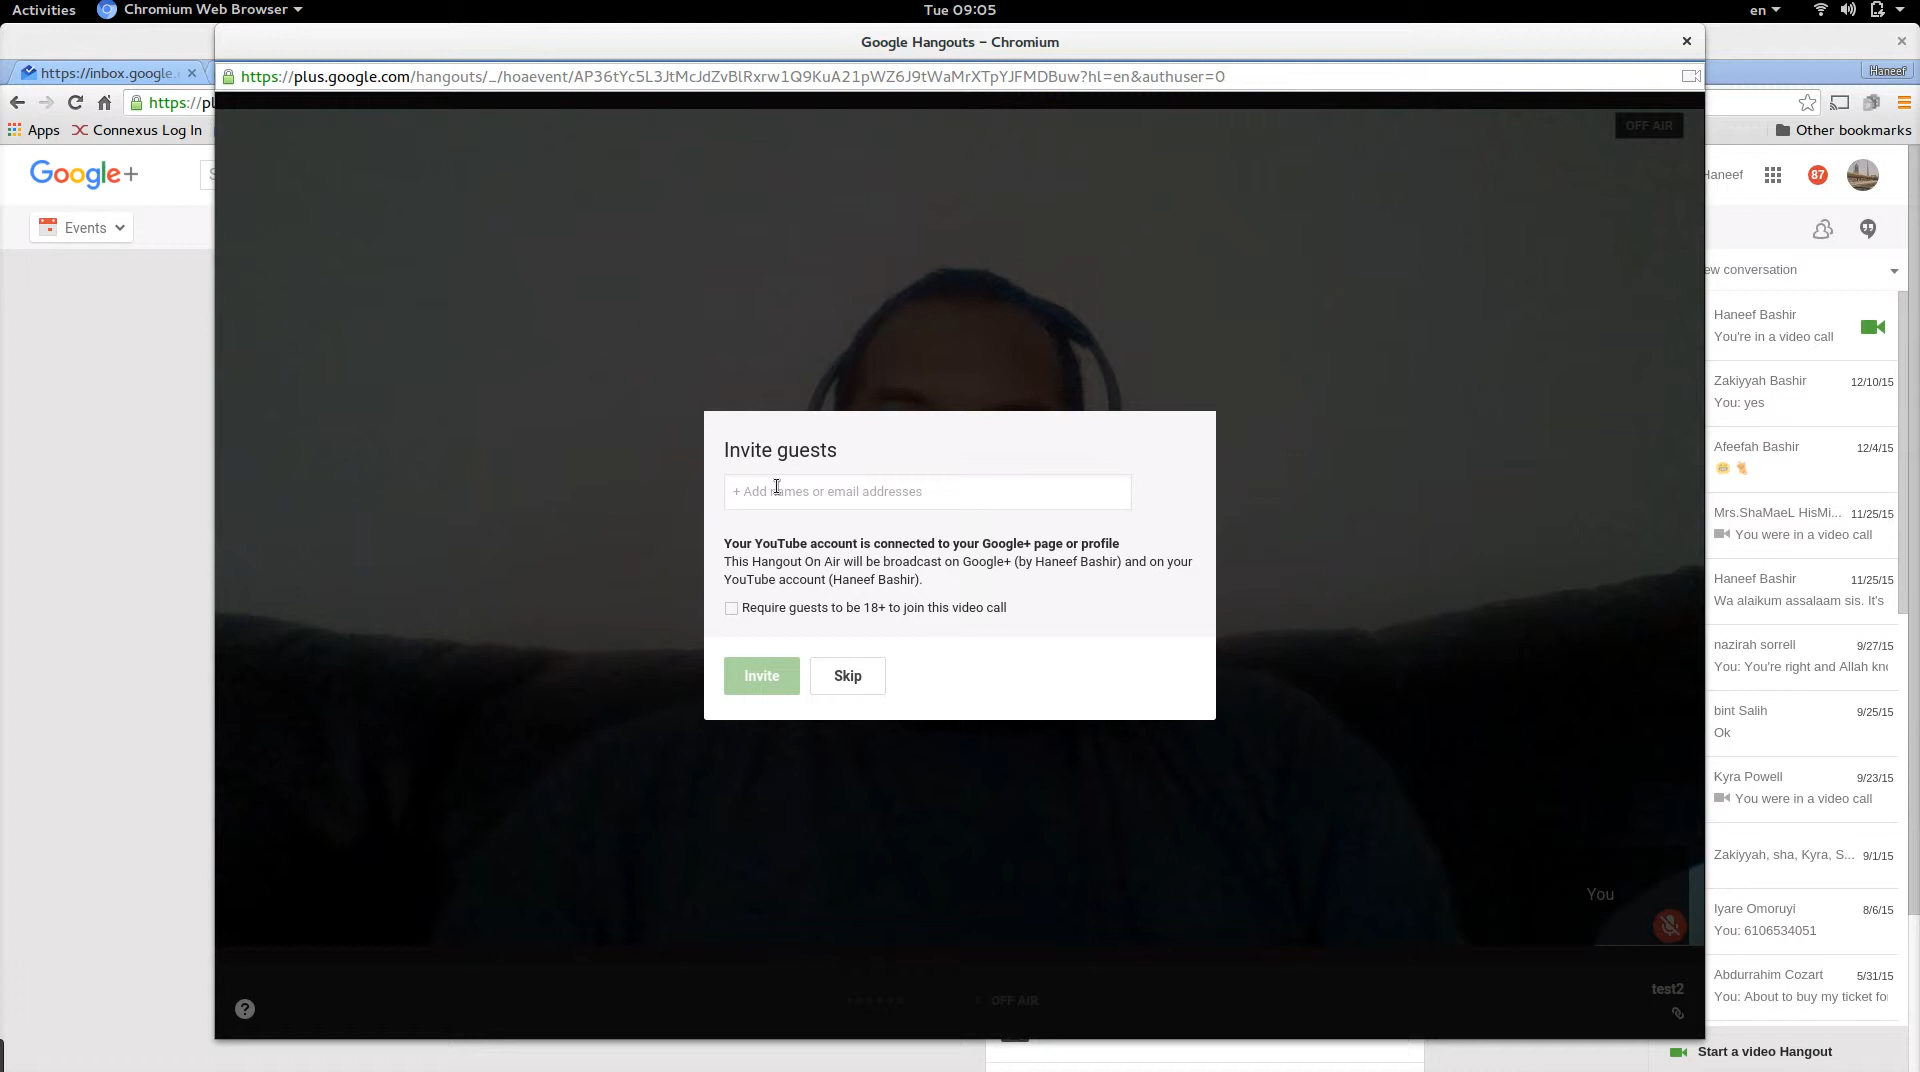 Activities
Chromium Web Browser
Tue 09:05
en
Google Hangouts – Chromium
https://inbox.google.
Haneef
https://plus.google.com/hangouts/_/hoaevent/AP36tYc5L3JtMcJdZvBlRxrw1Q9KuA21pWZ6J9tWaMrXTpYJFMDBuw?hl=en&authuser=0
https://pl
Apps
Connexus Log In
Other bookmarks
OFF AIR
Google+
S
Haneef
87
Events
ew conversation
Haneef Bashir
You're in a video call
Zakiyyah Bashir
12/10/15
You: yes
Afeefah Bashir
12/4/15
Mrs.ShaMaeL HisMi...
11/25/15
You were in a video call
Haneef Bashir
11/25/15
Wa alaikum assalaam sis. It's
nazirah sorrell
9/27/15
You: You're right and Allah kno
bint Salih
9/25/15
Ok
Kyra Powell
9/23/15
You were in a video call
Zakiyyah, sha, Kyra, S...
9/1/15
Iyare Omoruyi
8/6/15
You: 6106534051
Abdurrahim Cozart
5/31/15
You: About to buy my ticket for
Start a video Hangout
Invite guests
+ Add names or email addresses
Your YouTube account is connected to your Google+ page or profile
This Hangout On Air will be broadcast on Google+ (by Haneef Bashir) and on your
YouTube account (Haneef Bashir).
Require guests to be 18+ to join this video call
Invite
Skip
You
OFF AIR
test2
?